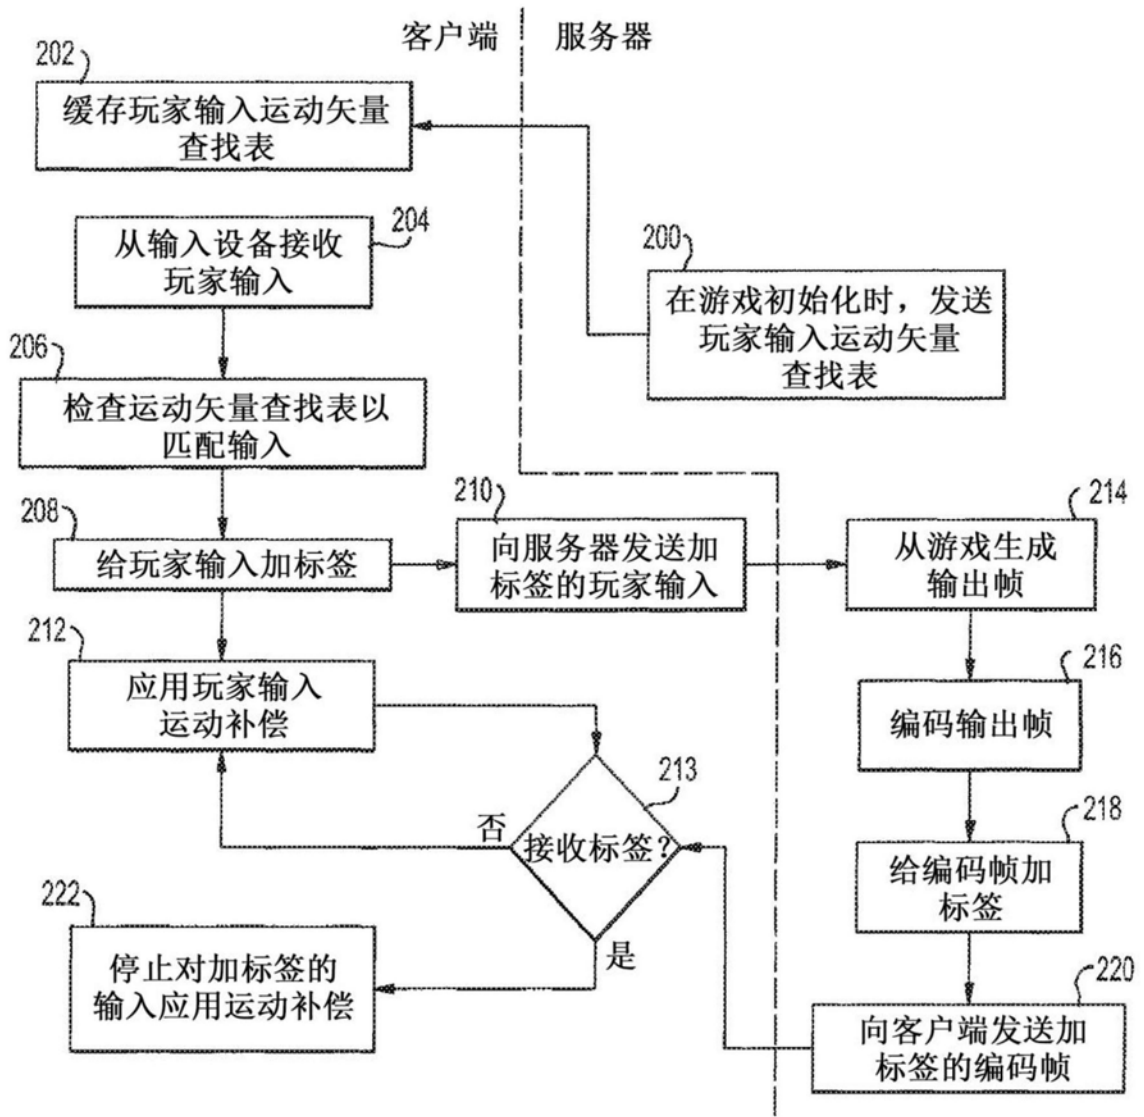 客户端
服务器
202
缓存玩家输入运动矢量
查找表
204
从输入设备接收
玩家输入
200
在游戏初始化时，发送
玩家输入运动矢量
查找表
206
检查运动矢量查找表以
匹配输入
208
给玩家输入加标签
210
向服务器发送加
标签的玩家输入
214
从游戏生成
输出帧
212
应用玩家输入
运动补偿
216
编码输出帧
213
接收标签？
否
是
218
给编码帧加
标签
222
停止对加标签的
输入应用运动补偿
220
向客户端发送加
标签的编码帧